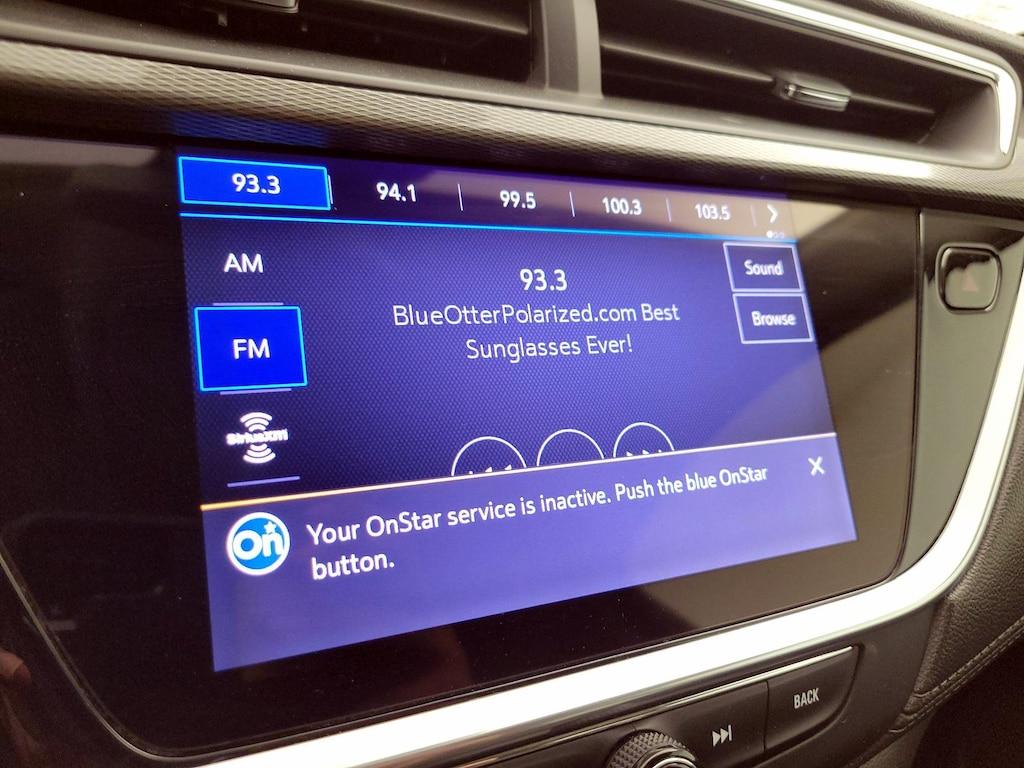 93.3 94.1 99.5 100.3 103.5
AM
93.3
Sound
BlueOtterPolarized.com Best
Sunglasses Ever!
Browse
FM
SiriusXM
On
Your OnStar service is inactive. Push the blue OnStar
button.
BACK